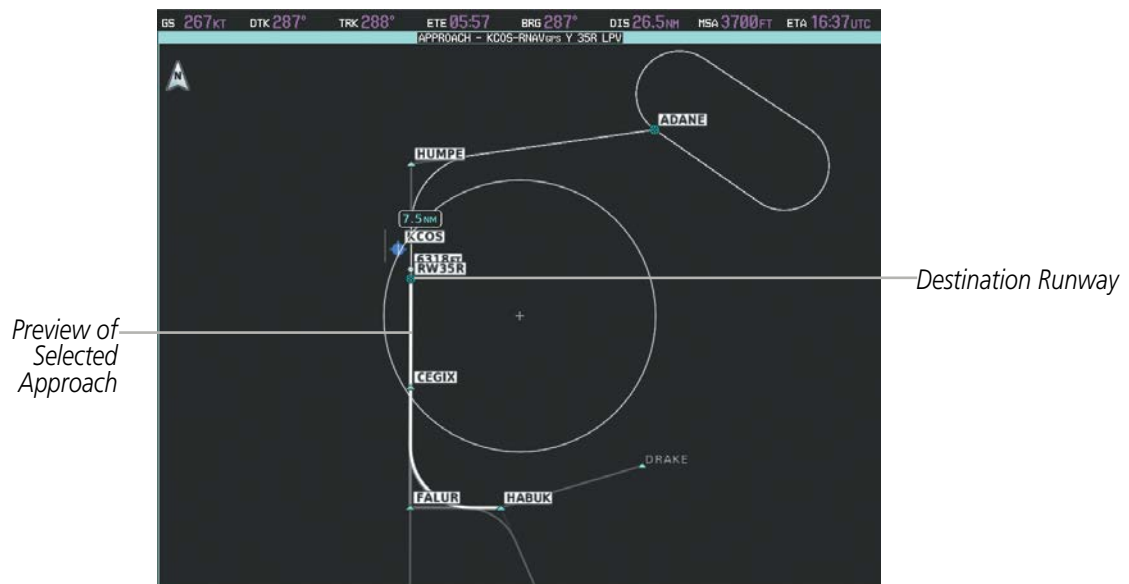 GS 267KT DTK 287° TRK 288° ETE 05:57 BRG 287° DIS 26.5NM MSA 3700FT ETA 16:37UTC
APPROACH – KCOS-RNAVGPS Y 35R LPV
N
ADANE
HUMPE
7.5NM
KCOS
6318FT
RW35R
Destination Runway
Preview of
Selected
Approach
CEGIX
DRAKE
FALUR
HABUK